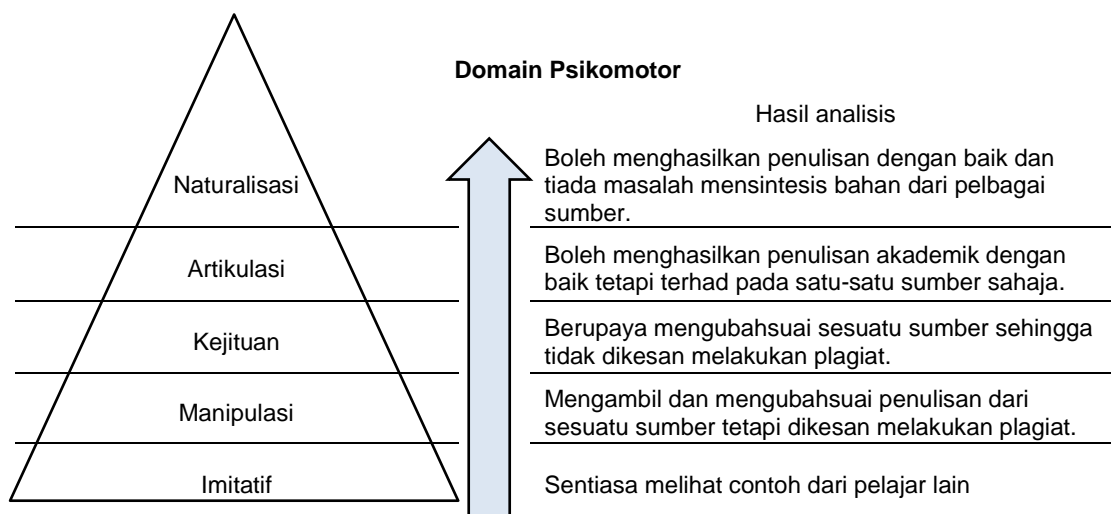 Domain Psikomotor
Hasil analisis
Naturalisasi
Boleh menghasilkan penulisan dengan baik dan
tiada masalah mensintesis bahan dari pelbagai
sumber.
Artikulasi
Boleh menghasilkan penulisan akademik dengan
baik tetapi terhad pada satu-satu sumber sahaja.
Kejituan
Berupaya mengubahsuai sesuatu sumber sehingga
tidak dikesan melakukan plagiat.
Manipulasi
Mengambil dan mengubahsuai penulisan dari
sesuatu sumber tetapi dikesan melakukan plagiat.
Imitatif
Sentiasa melihat contoh dari pelajar lain